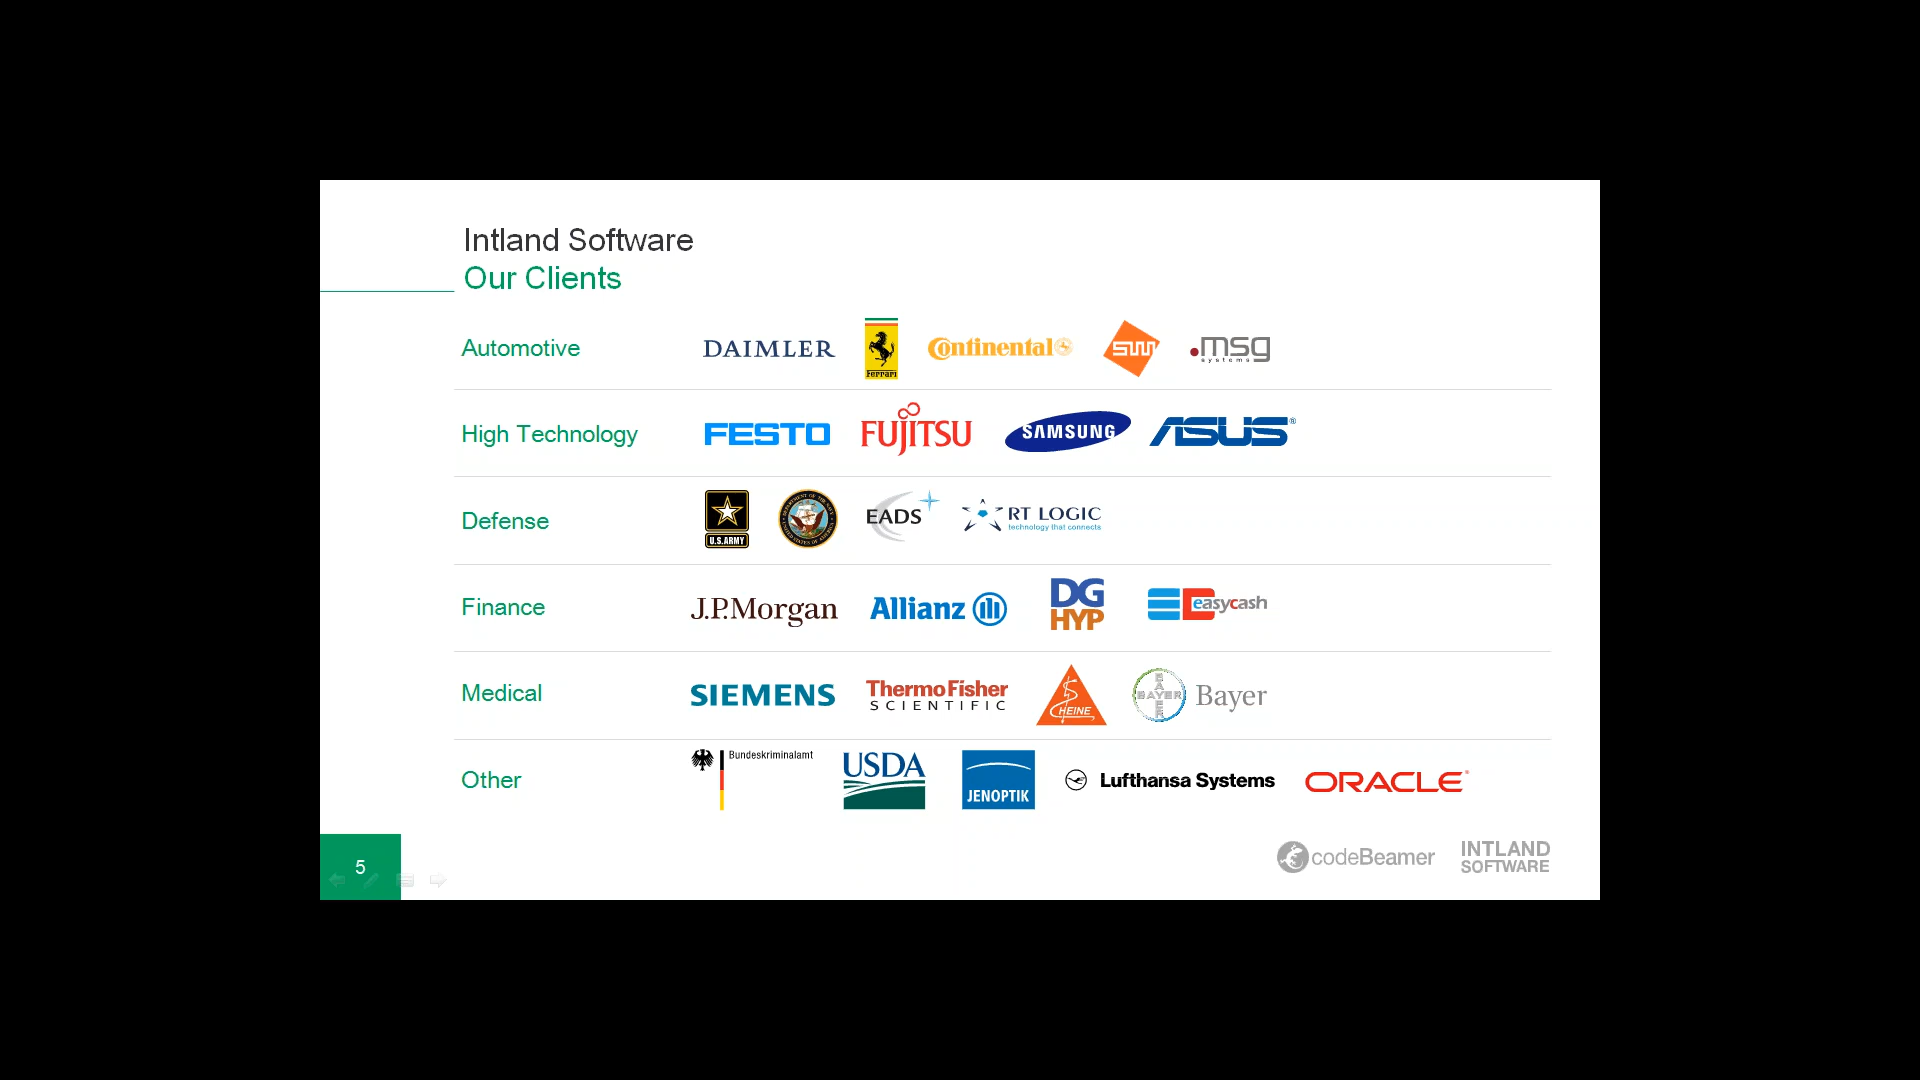 Intland Software
Our Clients
Automotive
DAIMLER
Ferrari
Continental
SW
.msg
systems
High Technology
FESTO
FUJITSU
SAMSUNG
ASUS®
Defense
U.S.ARMY
EADS
RT LOGIC
technology that connects
Finance
J.P.Morgan
Allianz
DG
HYP
easycash
Medical
SIEMENS
ThermoFisher
SCIENTIFIC
HEINE
BAYER
BAYER
Bayer
Other
Bundeskriminalamt
USDA
JENOPTIK
Lufthansa Systems
ORACLE
5
codeBeamer
INTLAND
SOFTWARE